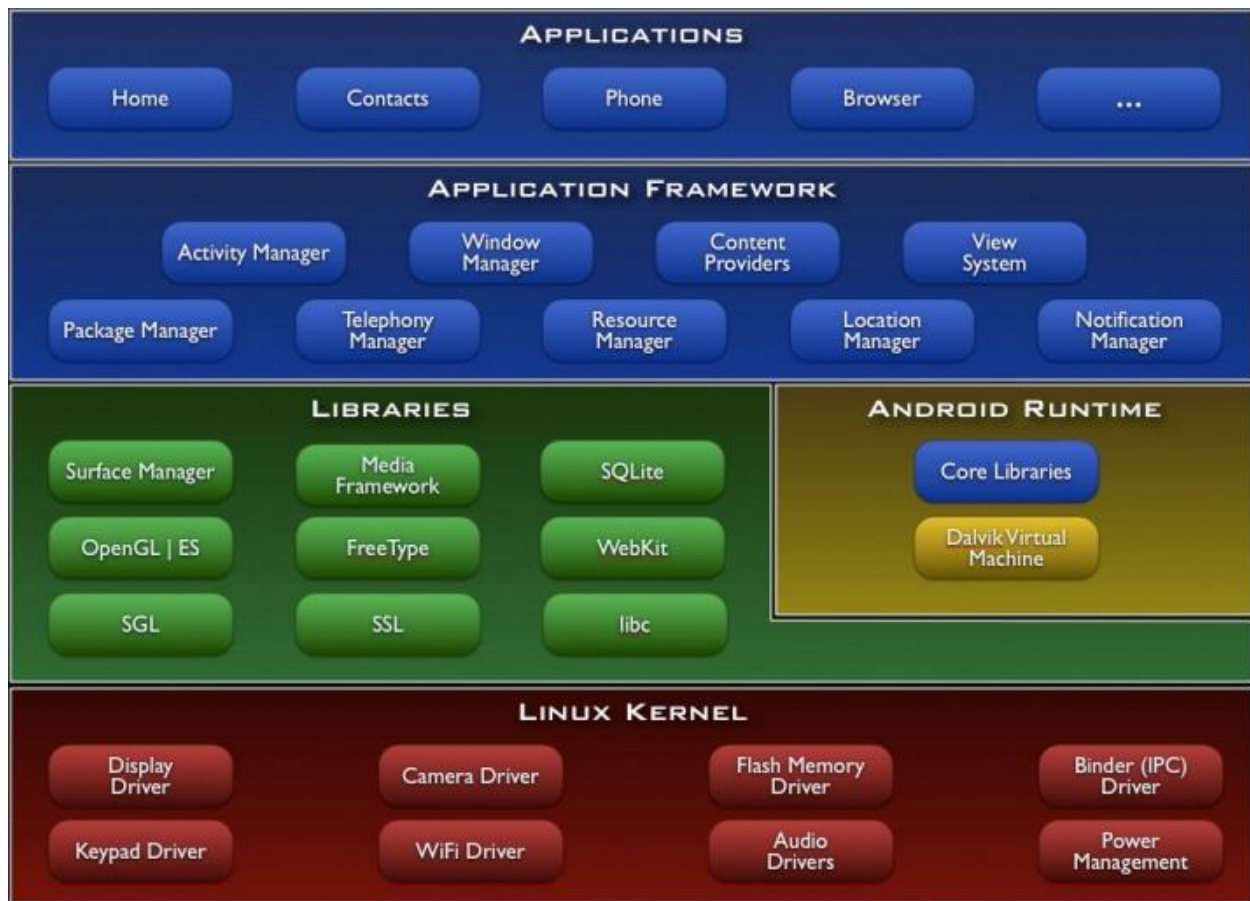 APPLICATIONS
Home
Contacts
Phone
Browser
...
APPLICATION FRAMEWORK
Activity Manager
Window
Manager
Content
Providers
View
System
Package Manager
Telephony
Manager
Resource
Manager
Location
Manager
Notification
Manager
LIBRARIES
Surface Manager
Media
Framework
SQLite
OpenGL | ES
FreeType
WebKit
SGL
SSL
libc
ANDROID RUNTIME
Core Libraries
Dalvik Virtual
Machine
LINUX KERNEL
Display
Driver
Camera Driver
Flash Memory
Driver
Binder (IPC)
Driver
Keypad Driver
WiFi Driver
Audio
Drivers
Power
Management